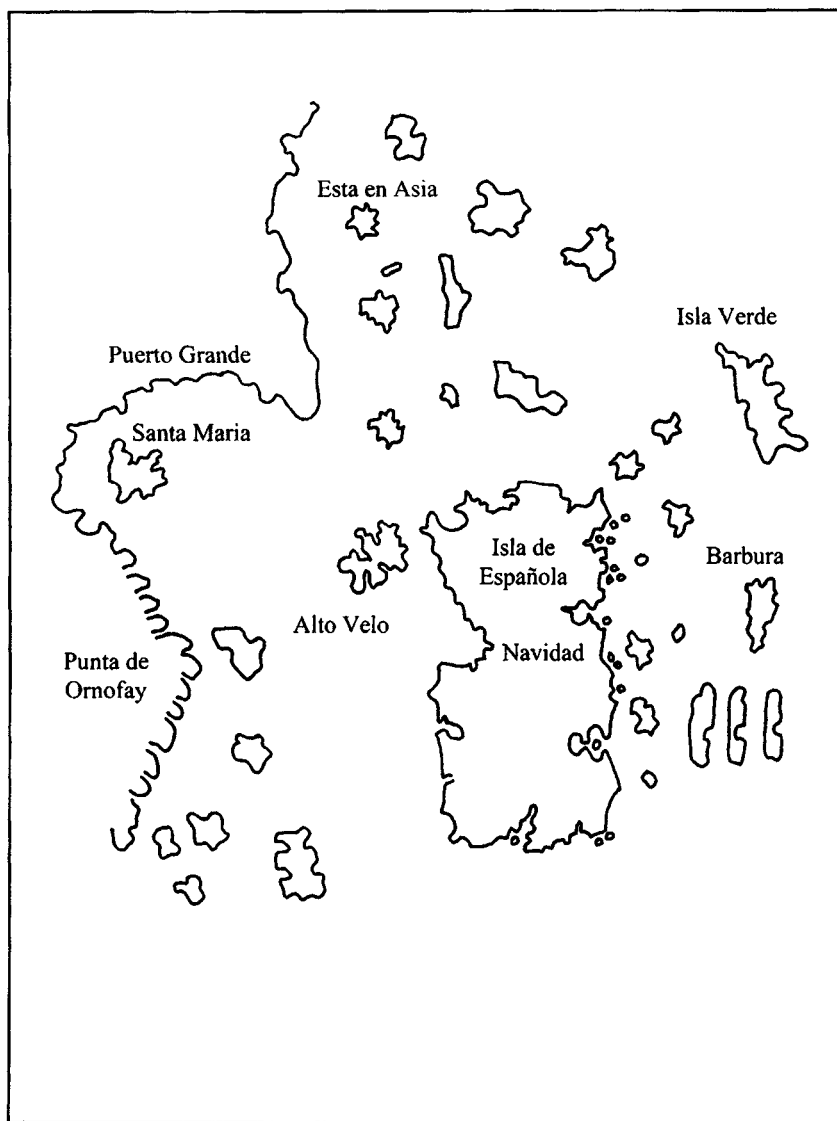 Esta en Asia
Isla Verde
Puerto Grande
Santa Maria
Isla de
Española
Barbura
Alto Velo
Navidad
Punta de
Ornofay